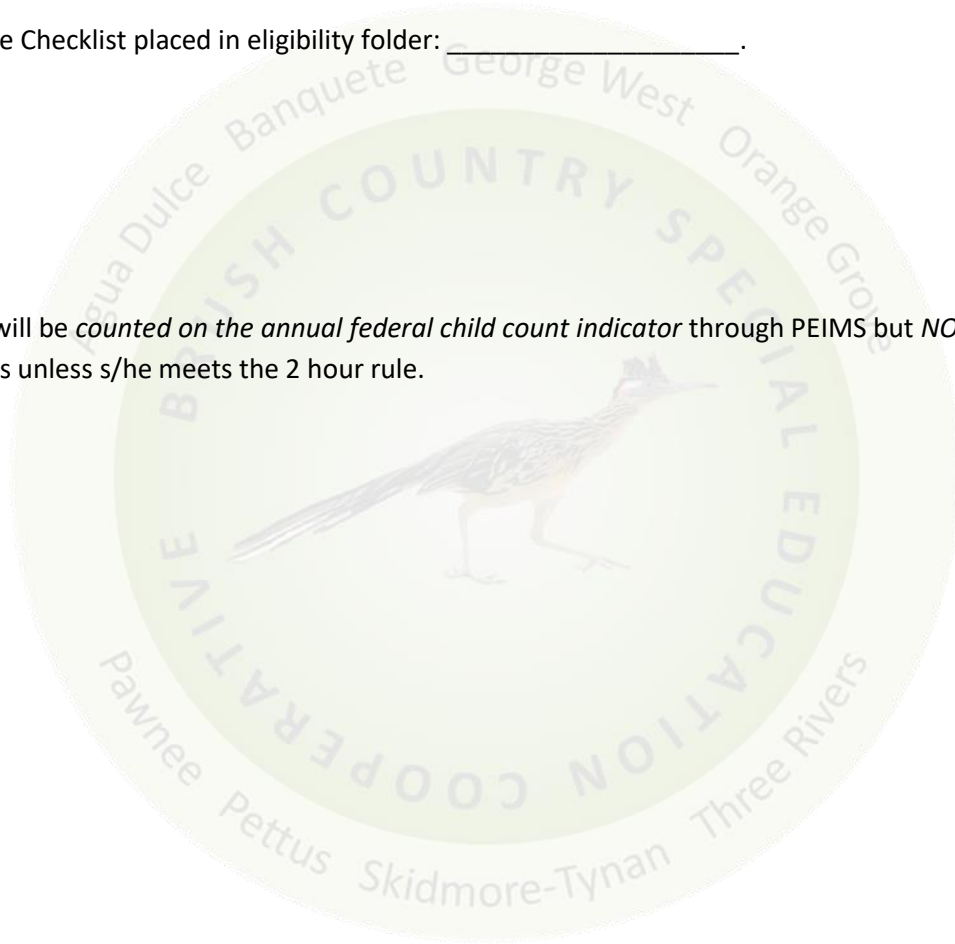 e Checklist placed in eligibility folder: ____________________.
will be counted on the annual federal child count indicator through PEIMS but NO
s unless s/he meets the 2 hour rule.
Agua Dulce Banquete George West Orange Grove
BRUSH COUNTRY SPECIAL EDUCATION COOPERATIVE
Pawnee Pettus Skidmore-Tynan Three Rivers